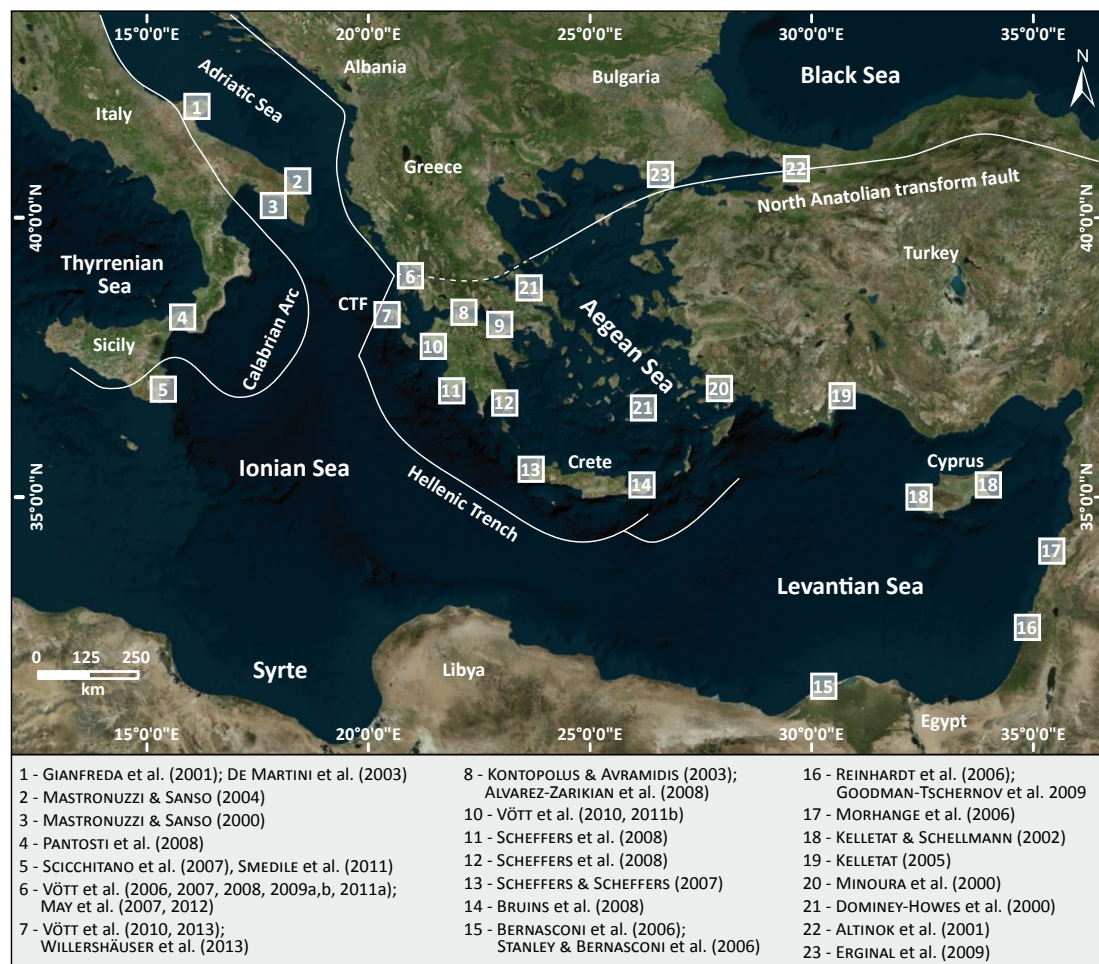 15°0'0"E 20°0'0"E 25°0'0"E 30°0'0"E 35°0'0"E
N
Adriatic Sea
Albania
Bulgaria
Black Sea
Italy
1
Greece
23
22
2
North Anatolian transform fault
3
40°0'0"N
40°0'0"N
Thyrrenian
Sea
Turkey
6
21
CTF
Calabrian Arc
4
7
8
9
Aegean Sea
Sicily
10
5
11
12
21
20
19
Ionian Sea
13
Crete
14
Cyprus
18
18
35°0'0"N
35°0'0"N
Hellenic Trench
17
Levantian Sea
16
0 125 250
km
Syrte
Libya
15
Egypt
15°0'0"E 20°0'0"E 25°0'0"E 30°0'0"E 35°0'0"E
1 - GIANFREDA et al. (2001); DE MARTINI et al. (2003)
2 - MASTRONUZZI & SANSO (2004)
3 - MASTRONUZZI & SANSO (2000)
4 - PANTOSTI et al. (2008)
5 - SCICCHITANO et al. (2007), SMEDILE et al. (2011)
6 - VÖTT et al. (2006, 2007, 2008, 2009a,b, 2011a);
MAY et al. (2007, 2012)
7 - VÖTT et al. (2010, 2013);
WILLERSHÄUSER et al. (2013)
8 - KONTOPOLUS & AVRAMIDIS (2003);
ALVAREZ-ZARIKIAN et al. (2008)
10 - VÖTT et al. (2010, 2011b)
11 - SCHEFFERS et al. (2008)
12 - SCHEFFERS et al. (2008)
13 - SCHEFFERS & SCHEFFERS (2007)
14 - BRUINS et al. (2008)
15 - BERNASCONI et al. (2006);
STANLEY & BERNASCONI et al. (2006)
16 - REINHARDT et al. (2006);
GOODMAN-TSCHERNOV et al. 2009
17 - MORHANGE et al. (2006)
18 - KELLETAT & SCHELLMANN (2002)
19 - KELLETAT (2005)
20 - MINOURA et al. (2000)
21 - DOMINEY-HOWES et al. (2000)
22 - ALTINOK et al. (2001)
23 - ERGINAL et al. (2009)